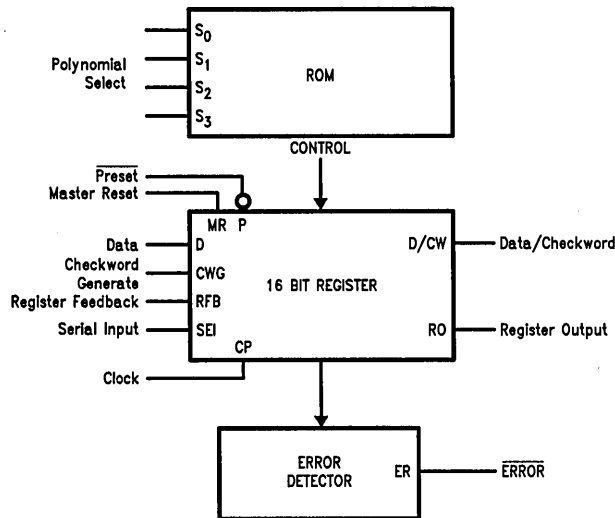 S0
Polynomial
Select
S1
S2
S3
ROM
CONTROL
Preset
Master Reset
MR P
Data
D
D/CW
Data/Checkword
Checkword
Generate
CWG
16 BIT REGISTER
Register Feedback
RFB
Serial Input
SEI
RO
Register Output
CP
Clock
ERROR
DETECTOR
ER
ERROR